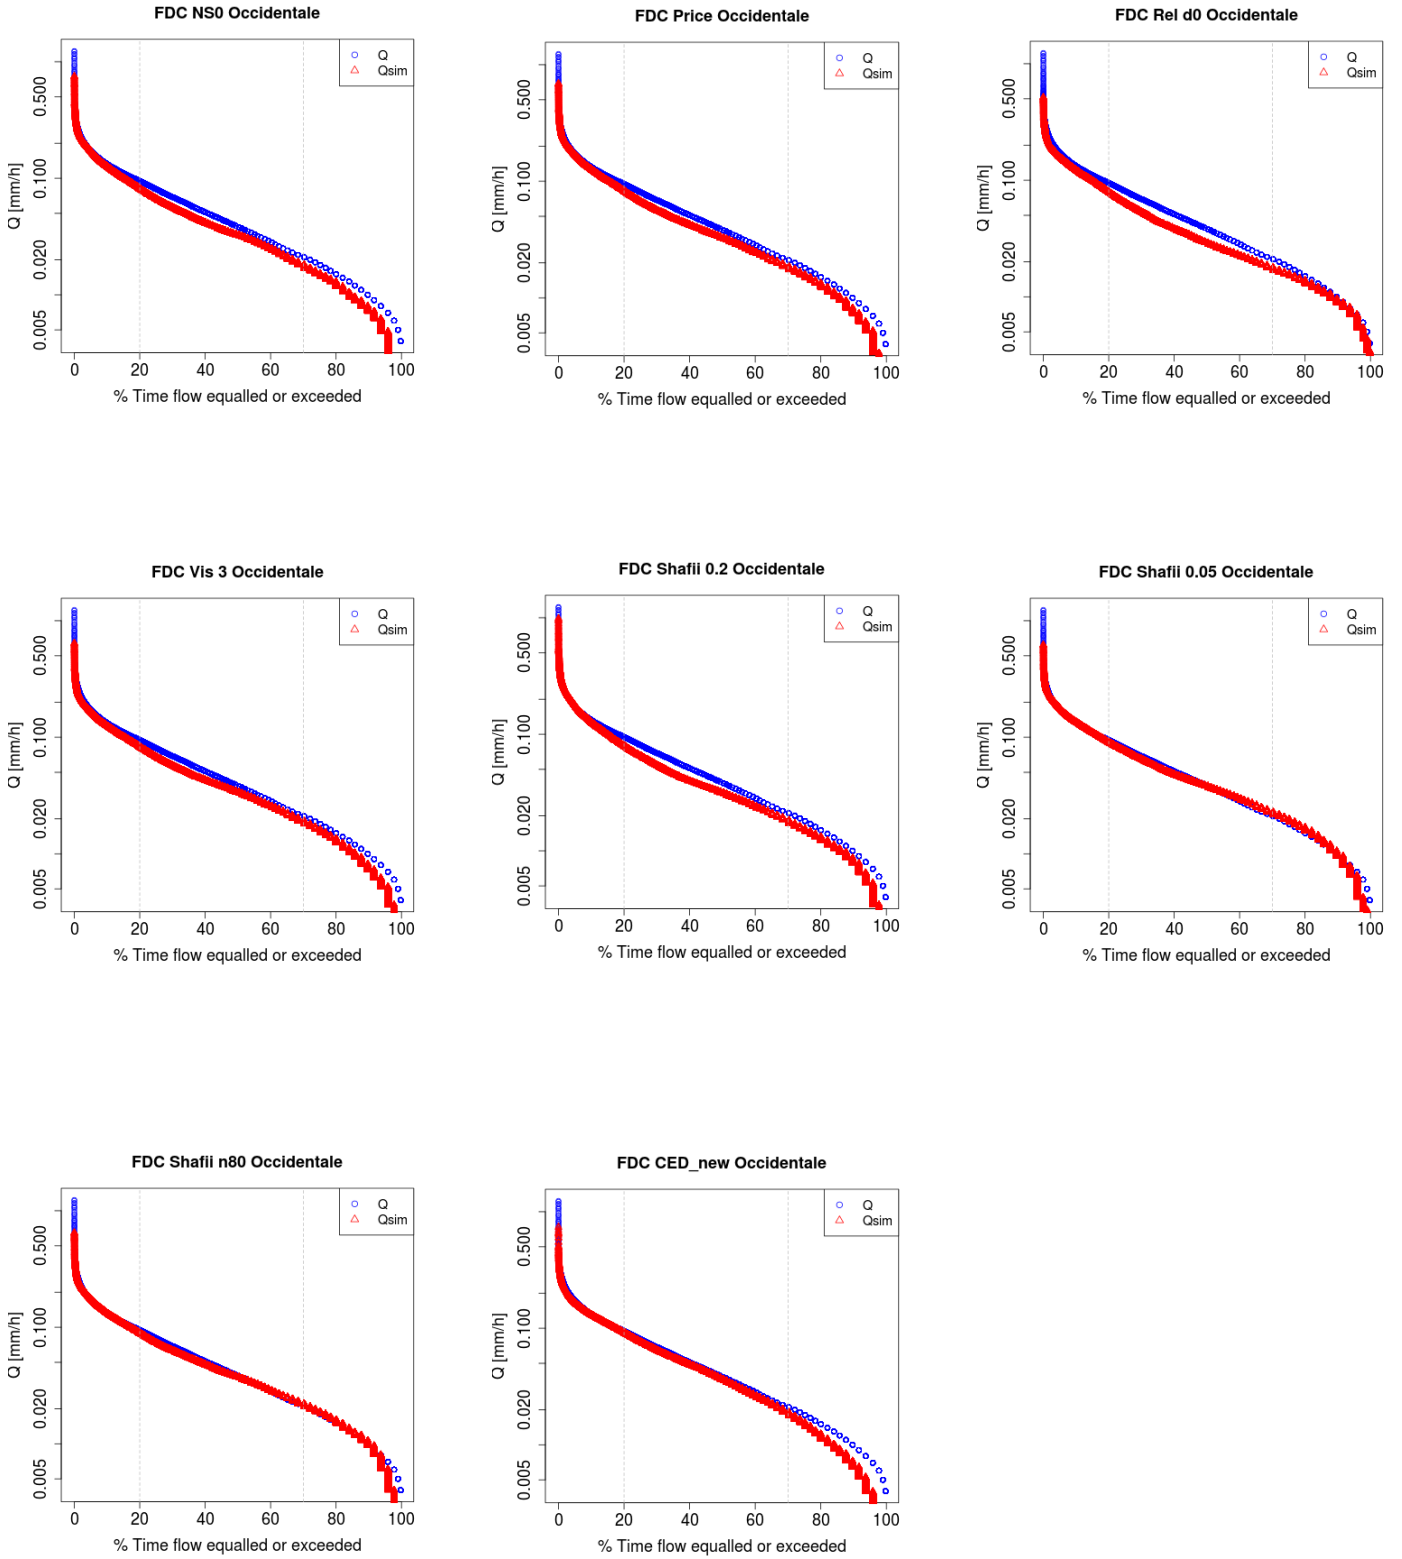 FDC NS0 Occidentale
Q
Qsim
Q [mm/h]
0.500
0.100
0.020
0.005
0 20 40 60 80 100
% Time flow equalled or exceeded
FDC Price Occidentale
Q
Qsim
Q [mm/h]
0.500
0.100
0.020
0.005
0 20 40 60 80 100
% Time flow equalled or exceeded
FDC Rel d0 Occidentale
Q
Qsim
Q [mm/h]
0.500
0.100
0.020
0.005
0 20 40 60 80 100
% Time flow equalled or exceeded
FDC Vis 3 Occidentale
Q
Qsim
Q [mm/h]
0.500
0.100
0.020
0.005
0 20 40 60 80 100
% Time flow equalled or exceeded
FDC Shafii 0.2 Occidentale
Q
Qsim
Q [mm/h]
0.500
0.100
0.020
0.005
0 20 40 60 80 100
% Time flow equalled or exceeded
FDC Shafii 0.05 Occidentale
Q
Qsim
Q [mm/h]
0.500
0.100
0.020
0.005
0 20 40 60 80 100
% Time flow equalled or exceeded
FDC Shafii n80 Occidentale
Q
Qsim
Q [mm/h]
0.500
0.100
0.020
0.005
0 20 40 60 80 100
% Time flow equalled or exceeded
FDC CED_new Occidentale
Q
Qsim
Q [mm/h]
0.500
0.100
0.020
0.005
0 20 40 60 80 100
% Time flow equalled or exceeded